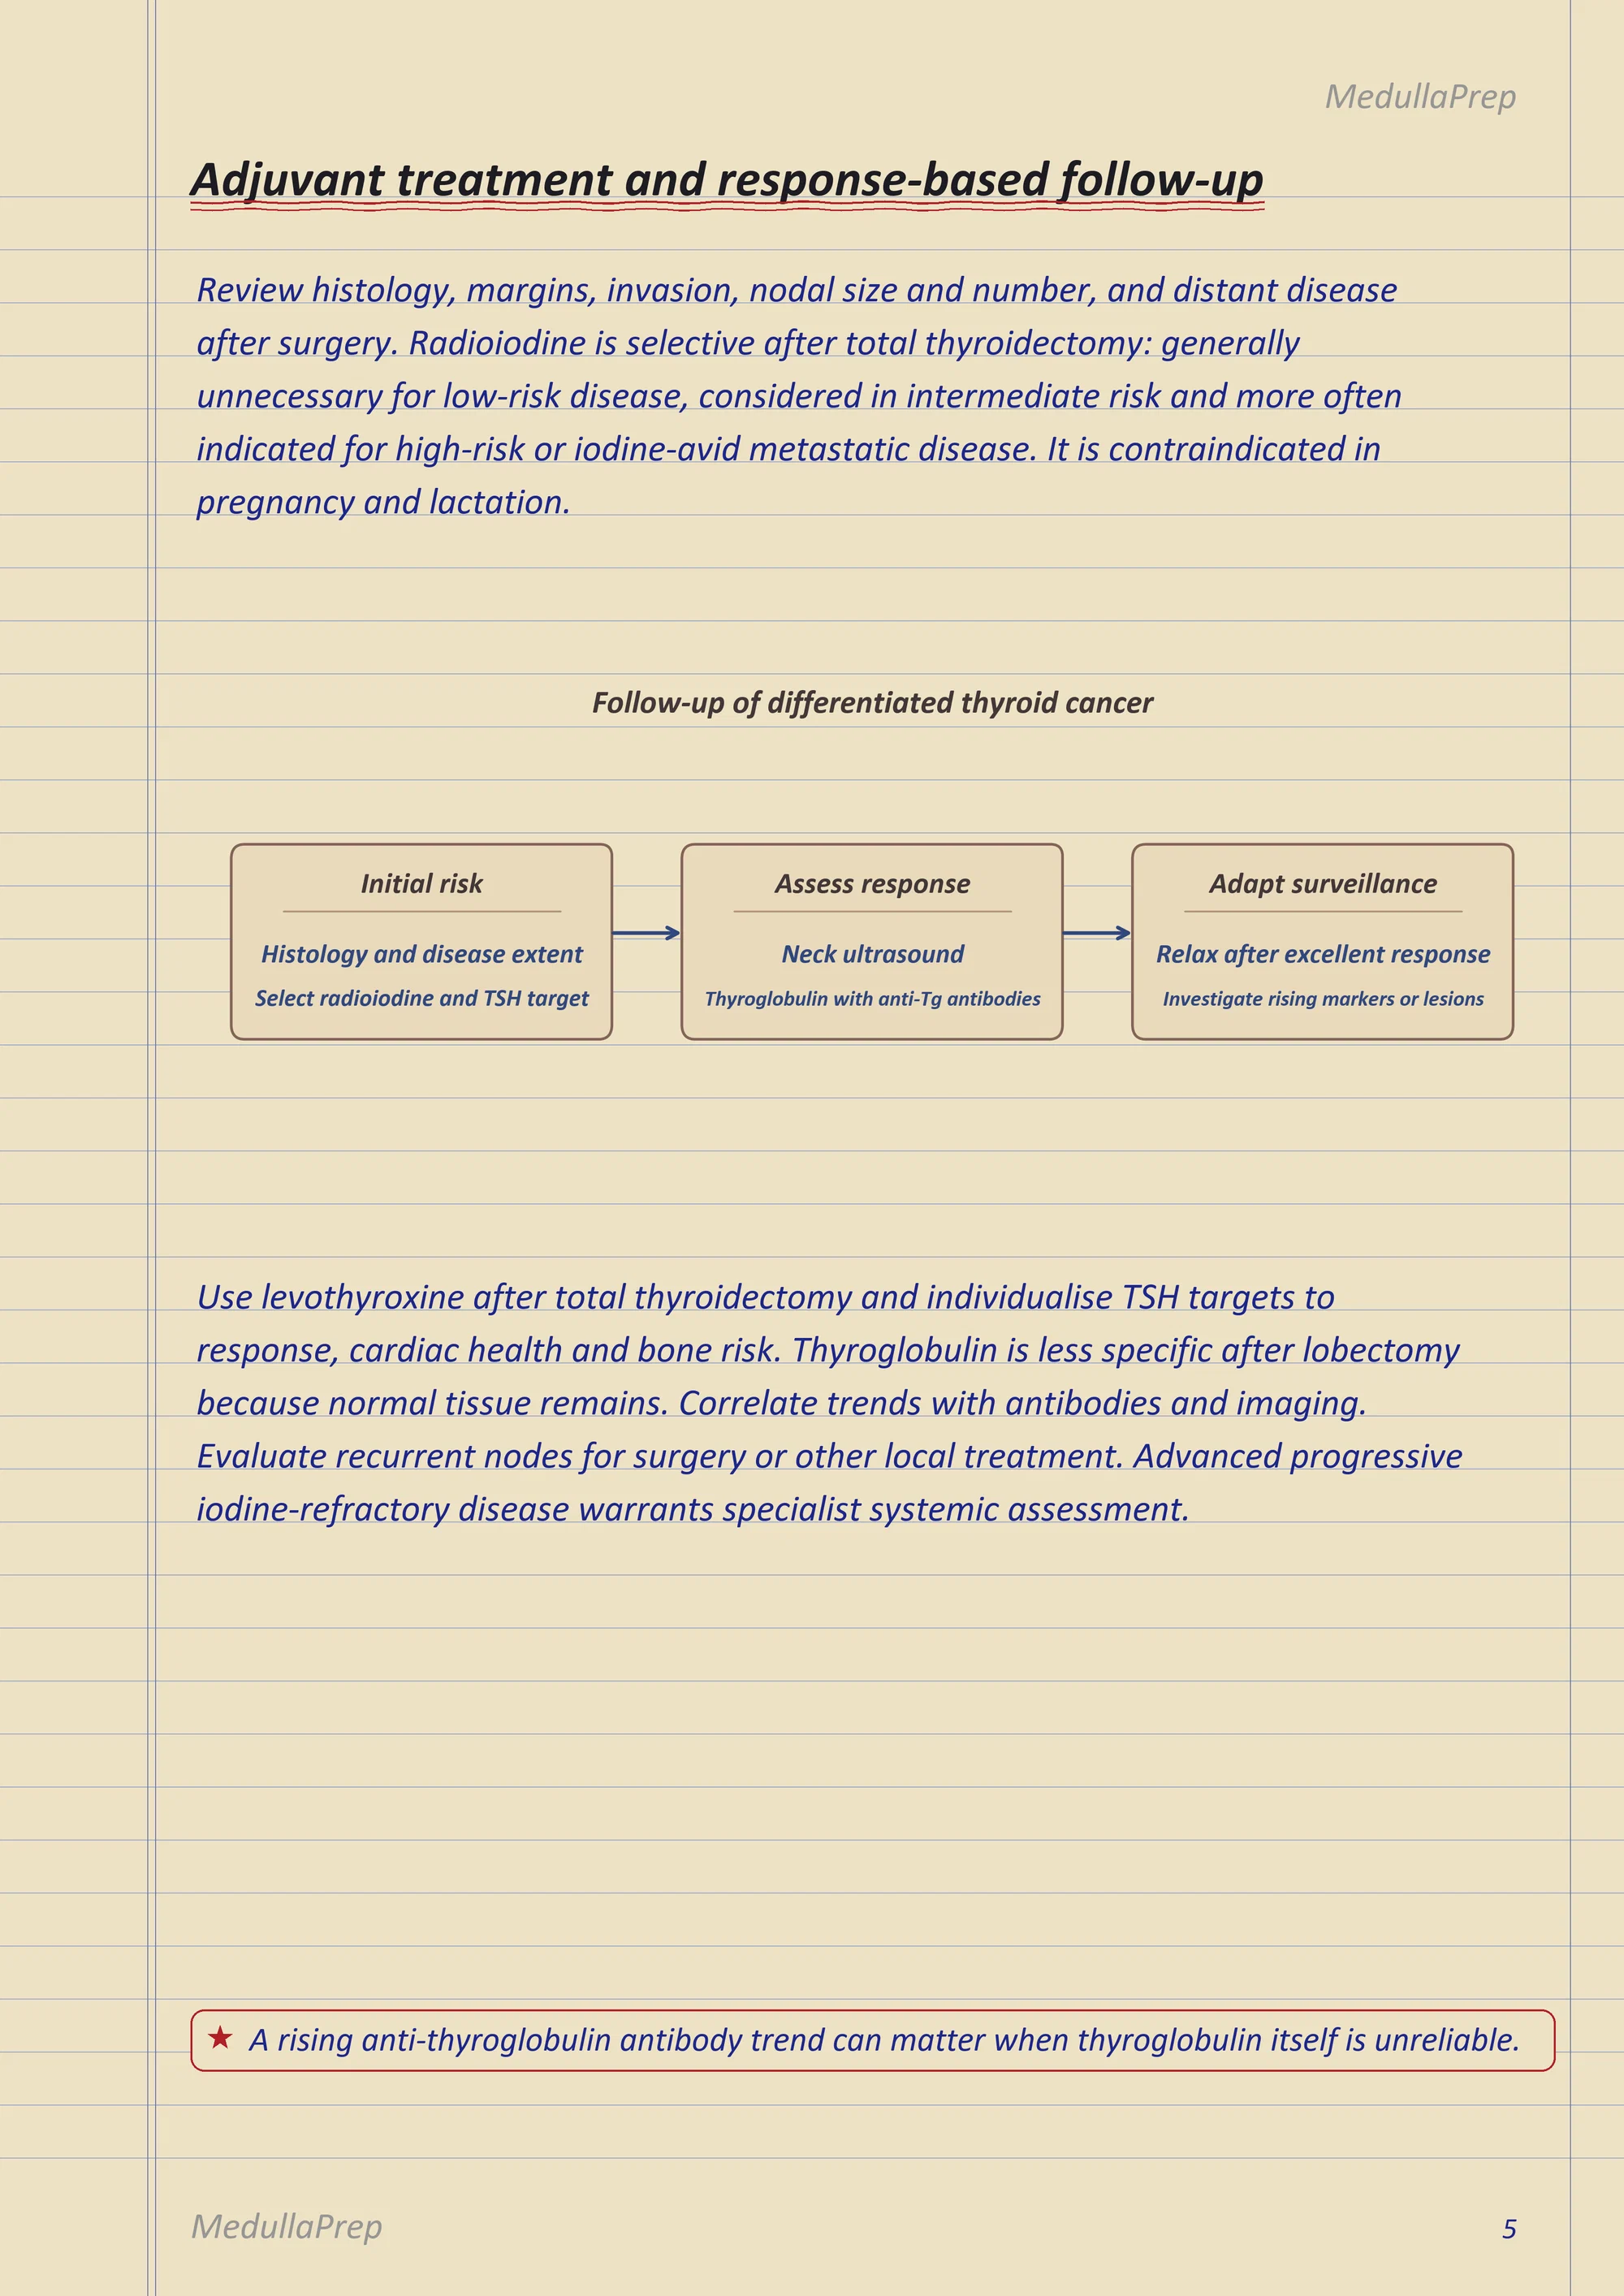 MedullaPrep
Adjuvant treatment and response-based follow-up
Review histology, margins, invasion, nodal size and number, and distant disease
after surgery. Radioiodine is selective after total thyroidectomy: generally
unnecessary for low-risk disease, considered in intermediate risk and more often
indicated for high-risk or iodine-avid metastatic disease. It is contraindicated in
pregnancy and lactation.
Follow-up of differentiated thyroid cancer
Initial risk
Histology and disease extent
Select radioiodine and TSH target
Assess response
Neck ultrasound
Thyroglobulin with anti-Tg antibodies
Adapt surveillance
Relax after excellent response
Investigate rising markers or lesions
Use levothyroxine after total thyroidectomy and individualise TSH targets to
response, cardiac health and bone risk. Thyroglobulin is less specific after lobectomy
because normal tissue remains. Correlate trends with antibodies and imaging.
Evaluate recurrent nodes for surgery or other local treatment. Advanced progressive
iodine-refractory disease warrants specialist systemic assessment.
★ A rising anti-thyroglobulin antibody trend can matter when thyroglobulin itself is unreliable.
MedullaPrep
5